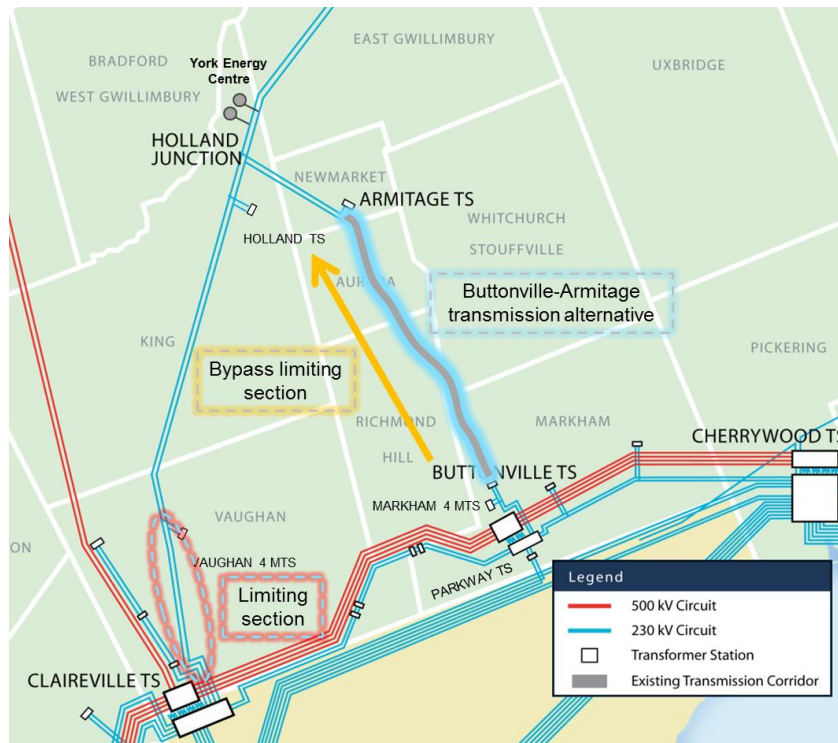 EAST GWILLIMBURY
BRADFORD
York Energy
Centre
UXBRIDGE
WEST GWILLIMBURY
HOLLAND
JUNCTION
NEWMARKET
ARMITAGE TS
WHITCHURCH
HOLLAND TS
STOUFFVILLE
AURORA
Buttonville-Armitage
transmission alternative
KING
PICKERING
Bypass limiting
section
RICHMOND
HILL
MARKHAM
CHERRYWOOD TS
BUTTONVILLE TS
MARKHAM 4 MTS
VAUGHAN
ON
VAUGHAN 4 MTS
PARKWAY TS
Limiting
section
CLAIREVILLE TS
Legend
500 kV Circuit
230 kV Circuit
Transformer Station
Existing Transmission Corridor